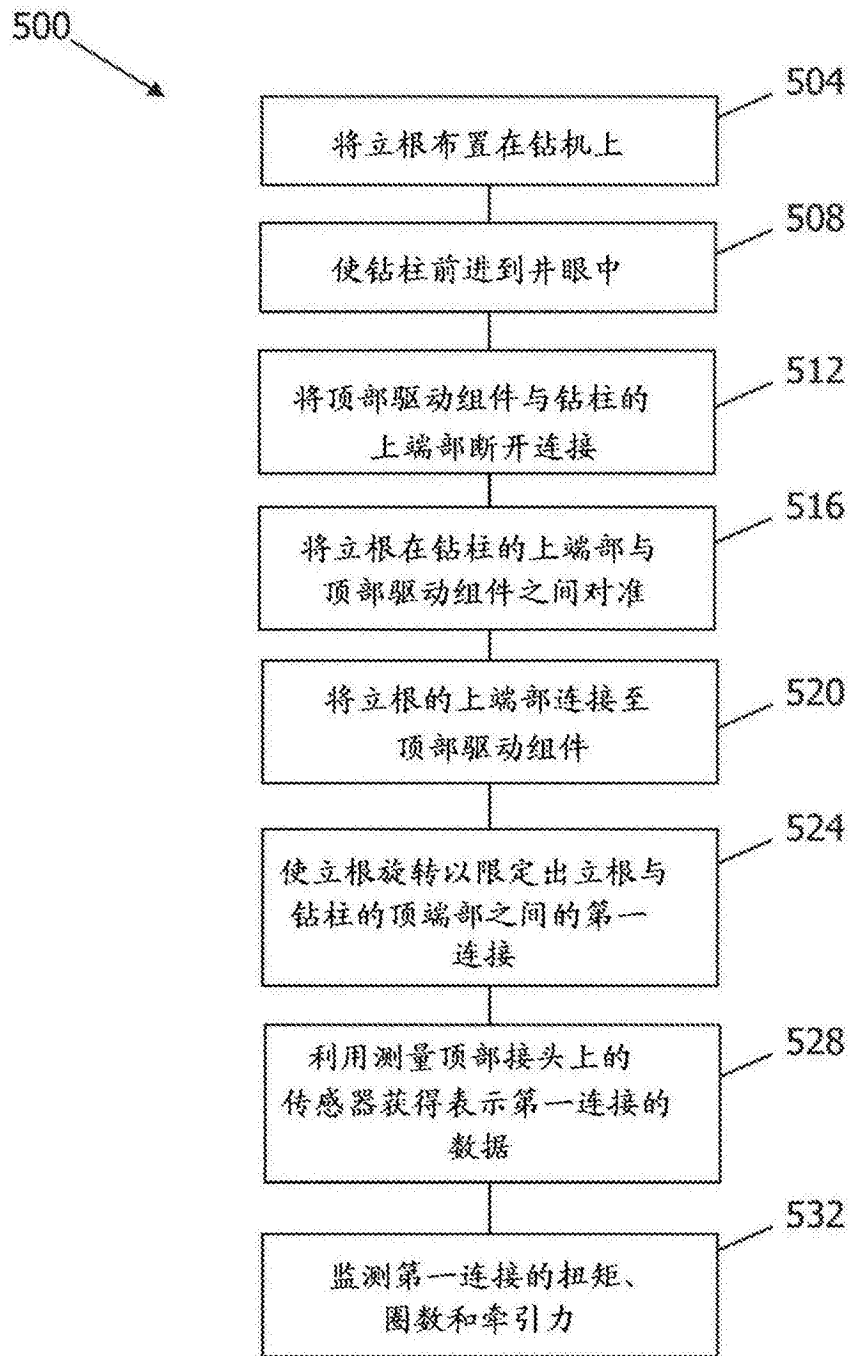 500
504
将立根布置在钻机上
508
使钻柱前进到井眼中
512
将顶部驱动组件与钻柱的
上端部断开连接
516
将立根在钻柱的上端部与
顶部驱动组件之间对准
520
将立根的上端部连接至
顶部驱动组件
524
使立根旋转以限定出立根与
钻柱的顶端部之间的第一
连接
528
利用测量顶部接头上的
传感器获得表示第一连接的
数据
532
监测第一连接的扭矩、
圈数和牵引力